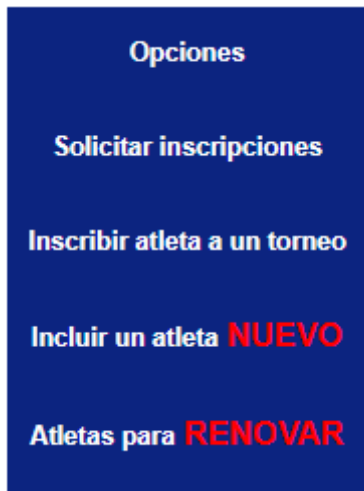 Opciones
Solicitar inscripciones
Inscribir atleta a un torneo
Incluir un atleta NUEVO
Atletas para RENOVAR